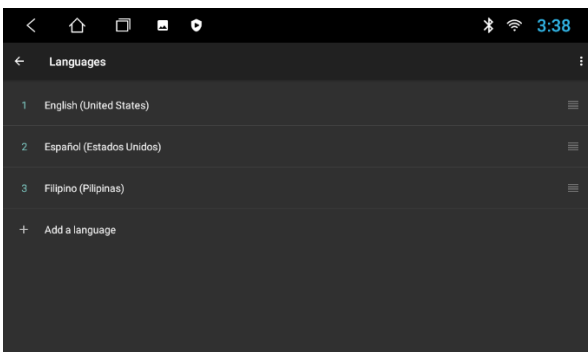 3:38
Languages
1 English (United States)
2 Español (Estados Unidos)
3 Filipino (Pilipinas)
+ Add a language